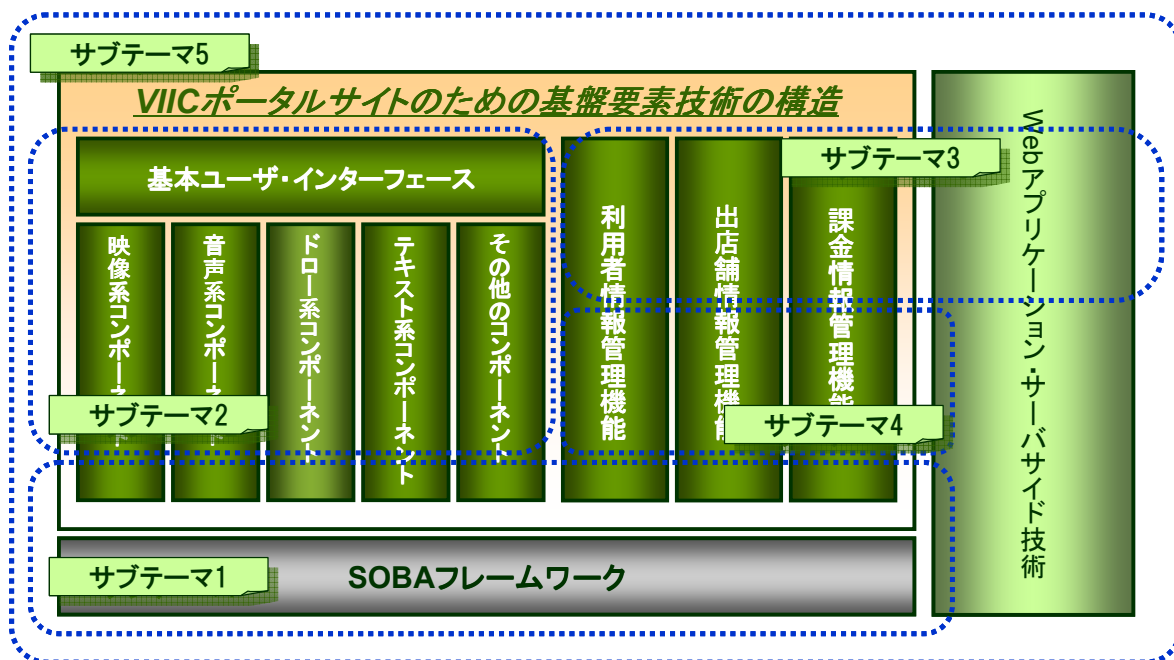 サブテーマ5
VIICポータルサイトのための基盤要素技術の構造
基本ユーザ・インターフェース
サブテーマ3
映像系コンポーネ
音声系コンポーネ
ドロー系コンポーネント
テキスト系コンポーネント
その他のコンポーネント
利用者情報管理機能
出店舗情報管理機能
課金情報管理機能
Webアプリケーション・サーバサイド技術
サブテーマ2
サブテーマ4
サブテーマ1
SOBAフレームワーク